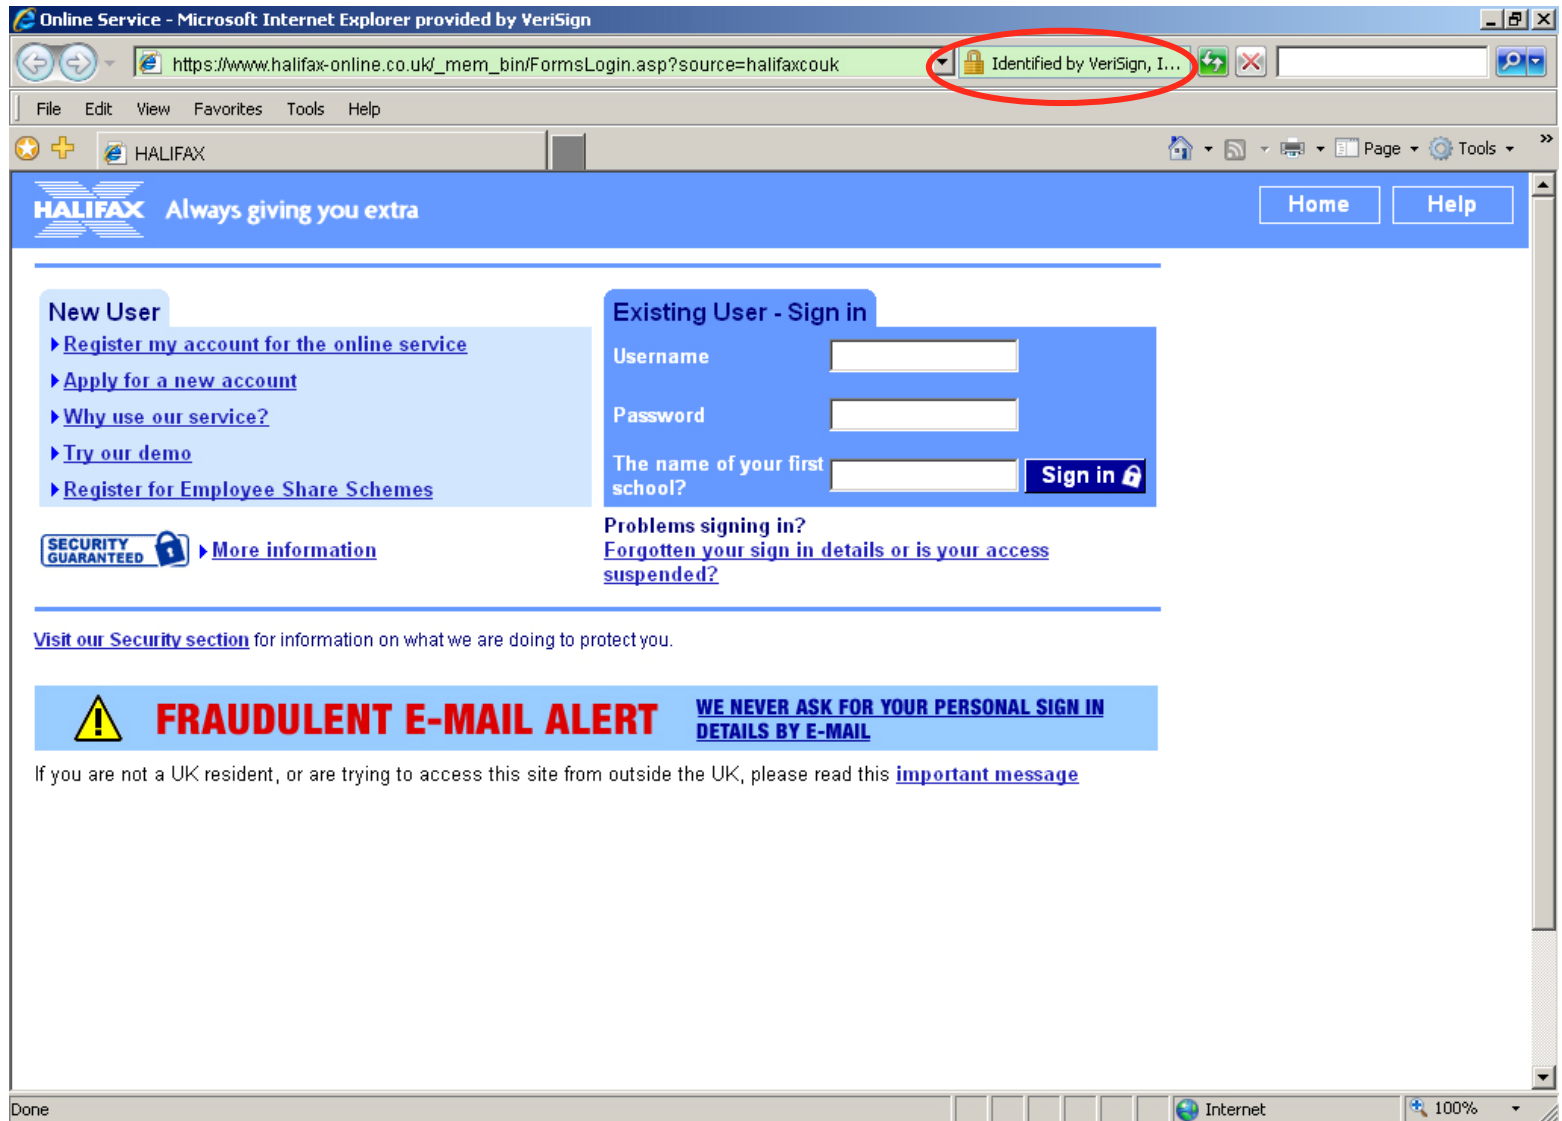 Online Service - Microsoft Internet Explorer provided by VeriSign
https://www.halifax-online.co.uk/_mem_bin/FormsLogin.asp?source=halifaxcouk
Identified by VeriSign, I...
File Edit View Favorites Tools Help
HALIFAX
Page Tools »
HALIFAX Always giving you extra
Home Help
New User
Register my account for the online service
Apply for a new account
Why use our service?
Try our demo
Register for Employee Share Schemes
SECURITY
GUARANTEED
More information
Existing User - Sign in
Username
Password
The name of your first
school?
Sign in
Problems signing in?
Forgotten your sign in details or is your access
suspended?
Visit our Security section for information on what we are doing to protect you.
FRAUDULENT E-MAIL ALERT
WE NEVER ASK FOR YOUR PERSONAL SIGN IN
DETAILS BY E-MAIL
If you are not a UK resident, or are trying to access this site from outside the UK, please read this important message
Done
Internet
100%